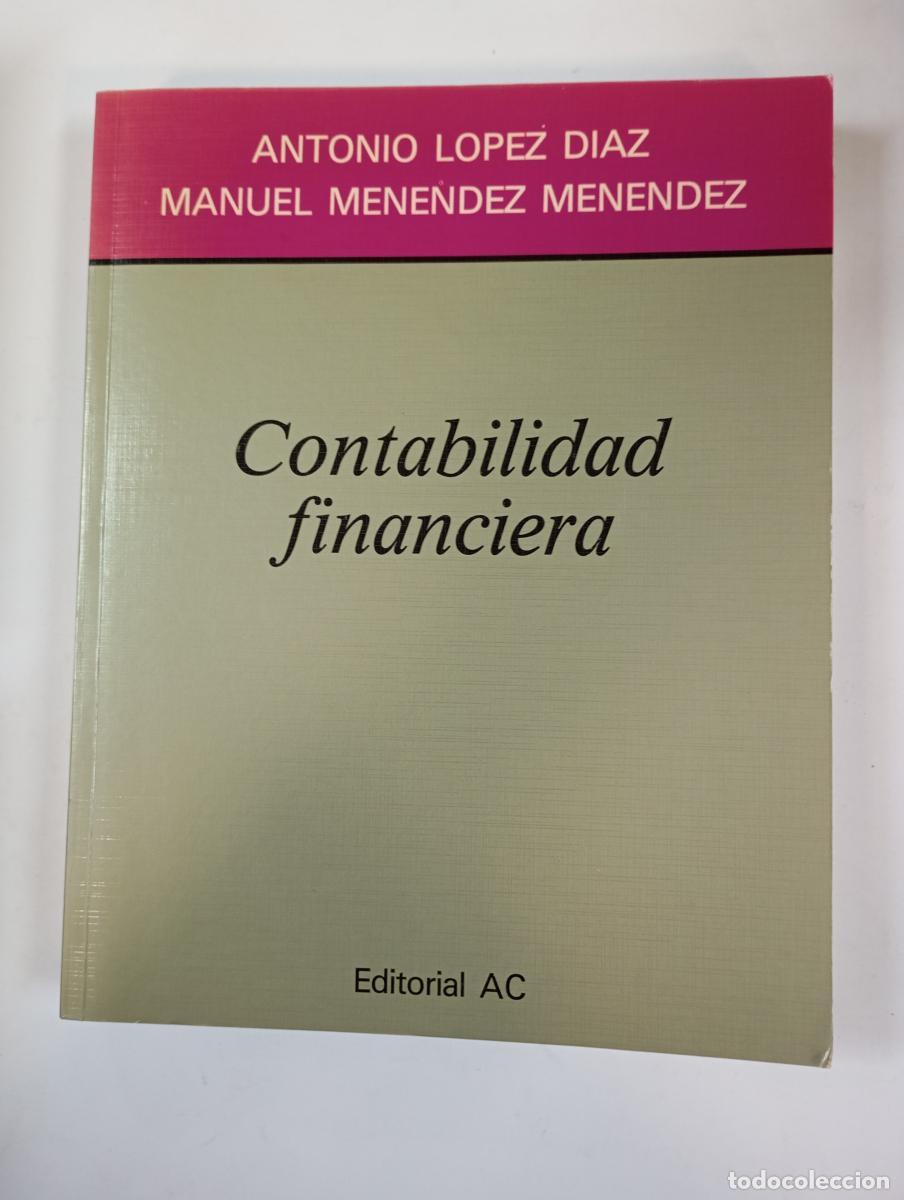 ANTONIO LOPEZ DIAZ
MANUEL MENENDEZ MENENDEZ
Contabilidad
financiera
Editorial AC
todocoleccion